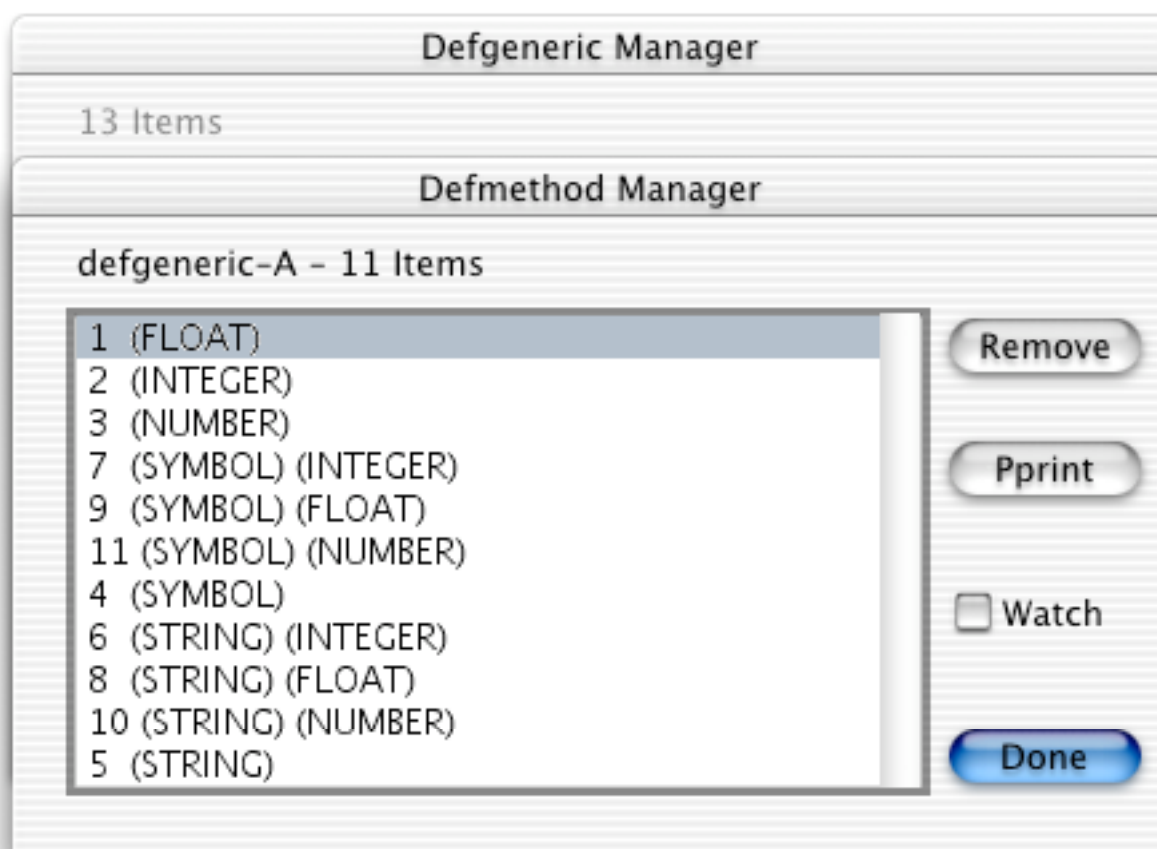 Defgeneric Manager
13 Items
Defmethod Manager
defgeneric-A – 11 Items
1 (FLOAT)
2 (INTEGER)
3 (NUMBER)
7 (SYMBOL) (INTEGER)
9 (SYMBOL) (FLOAT)
11 (SYMBOL) (NUMBER)
4 (SYMBOL)
6 (STRING) (INTEGER)
8 (STRING) (FLOAT)
10 (STRING) (NUMBER)
5 (STRING)
Remove
Pprint
Watch
Done